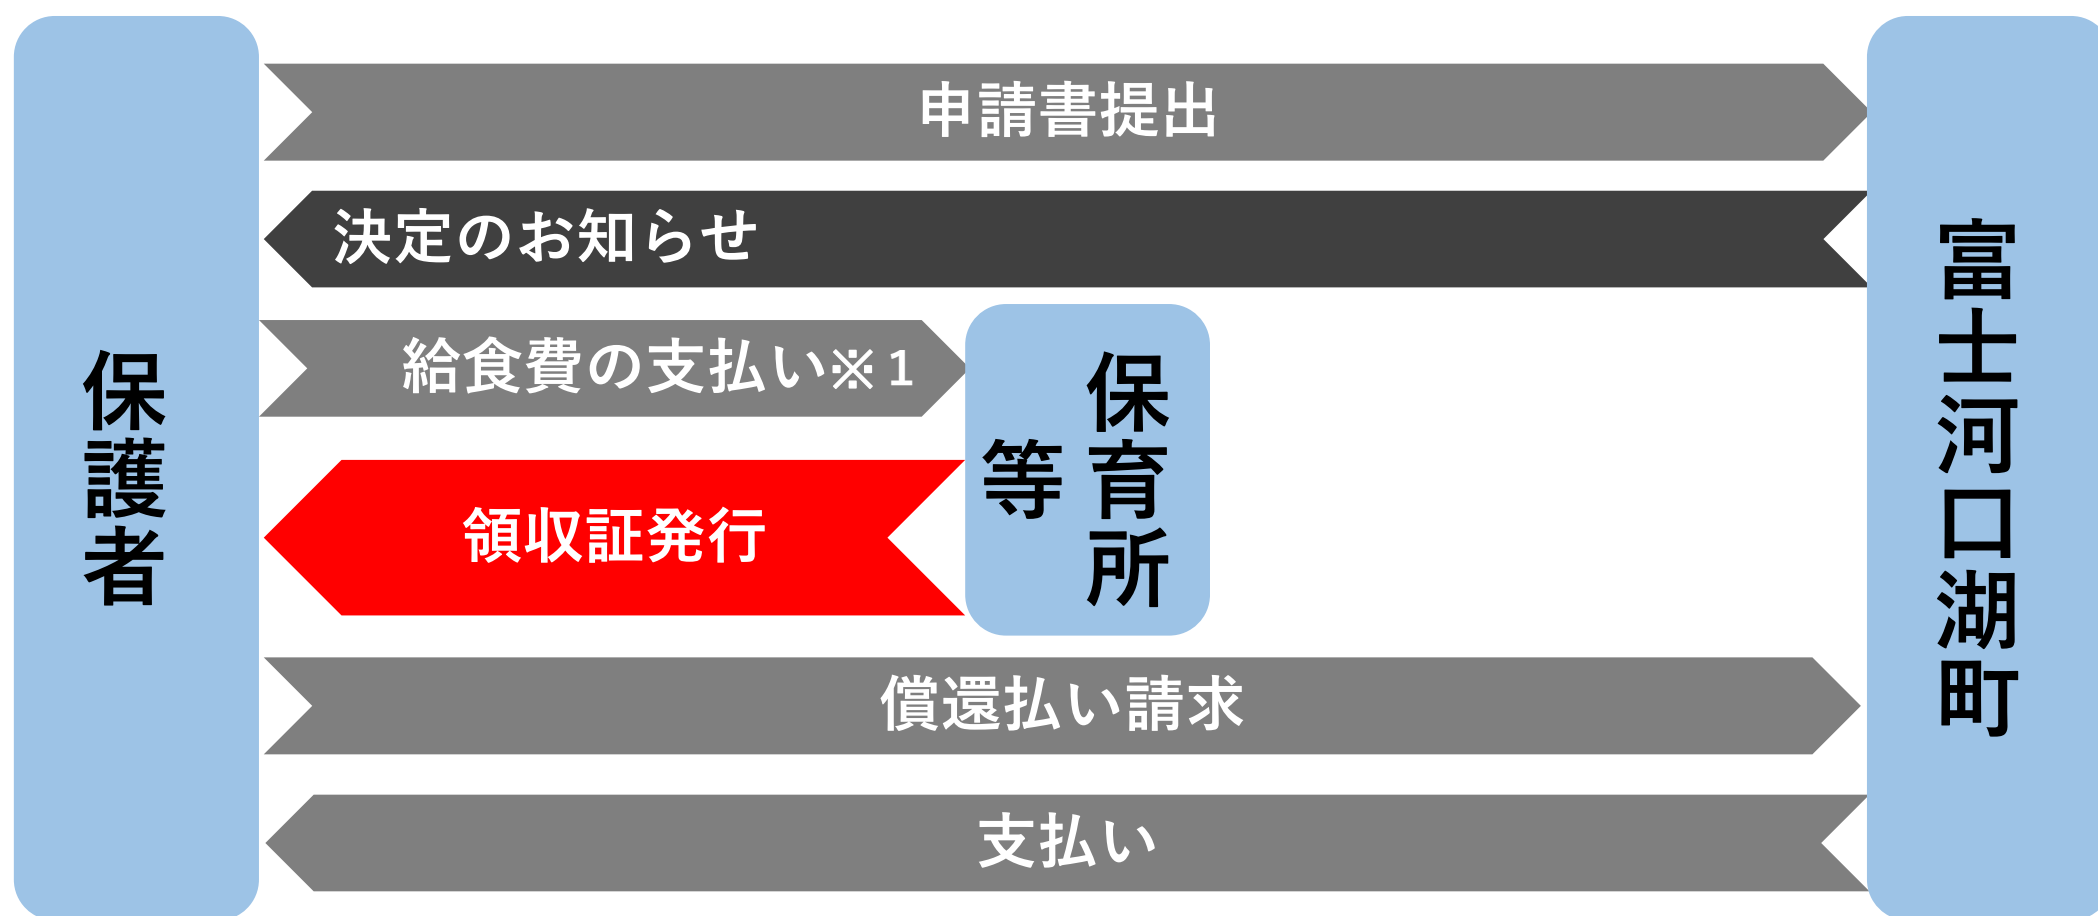 保護者
申請書提出
決定のお知らせ
給食費の支払い※１
保育所
等
領収証発行
償還払い請求
支払い
富士河口湖町